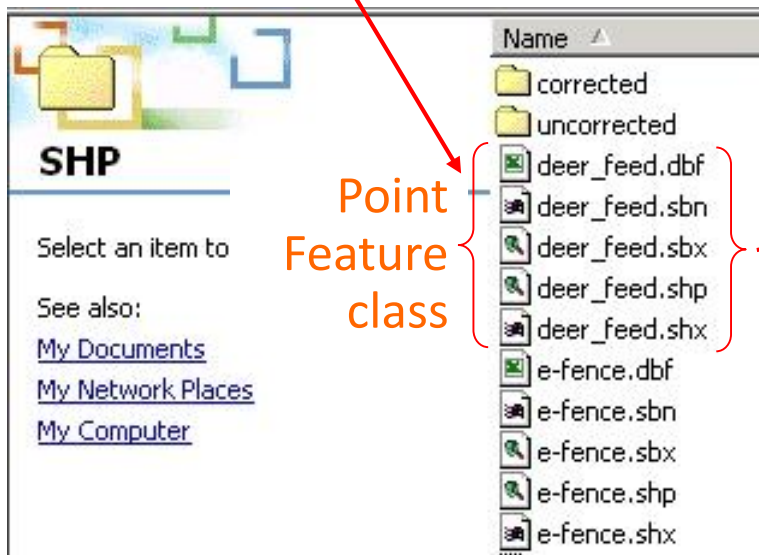 SHP
Select an item to
See also:
My Documents
My Network Places
My Computer
Point
Feature
class
Name
corrected
uncorrected
deer_feed.dbf
deer_feed.sbn
deer_feed.sbx
deer_feed.shp
deer_feed.shx
e-fence.dbf
e-fence.sbn
e-fence.sbx
e-fence.shp
e-fence.shx